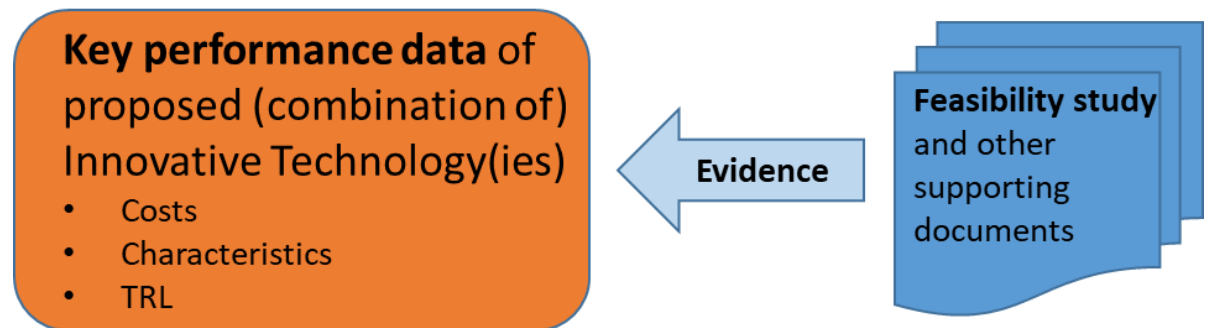 Key performance data of
proposed (combination of)
Innovative Technology(ies)
• Costs
• Characteristics
• TRL
Evidence
Feasibility study
and other
supporting
documents